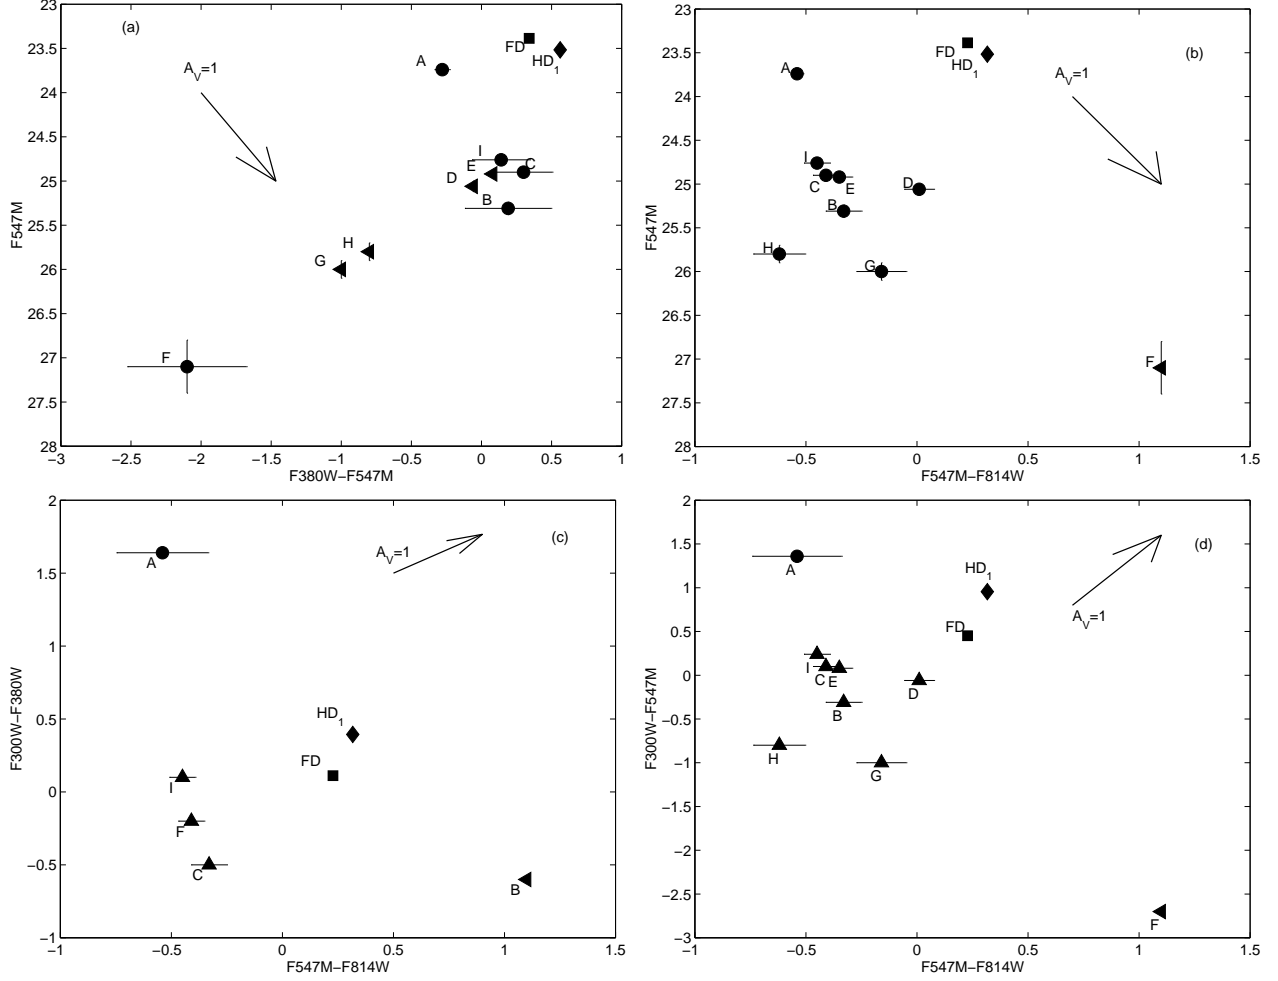 23
(a)
FD
23.5
HD1
A
AV=1
24
24.5
I
C
E
25
D
B
25.5
H
26
G
26.5
F
27
27.5
28
−3
−2.5
−2
−1.5
−1
−0.5
0
0.5
1
F380W−F547M
F547M
23
(b)
23.5
FD
HD1
A
AV=1
24
24.5
I
C
E
D
25
B
25.5
H
G
26
26.5
27
F
27.5
28
−1
−0.5
0
0.5
1
1.5
F547M−F814W
F547M
2
(c)
AV=1
A
1.5
1
HD1
0.5
FD
I
0
F
C
−0.5
B
−1
−1
−0.5
0
0.5
1
1.5
F547M−F814W
F300W−F380W
2
(d)
1.5
A
HD1
AV=1
1
FD
0.5
I
C
E
D
0
B
−0.5
H
G
−1
−1.5
−2
−2.5
F
−3
−1
−0.5
0
0.5
1
1.5
F547M−F814W
F300W−F547M